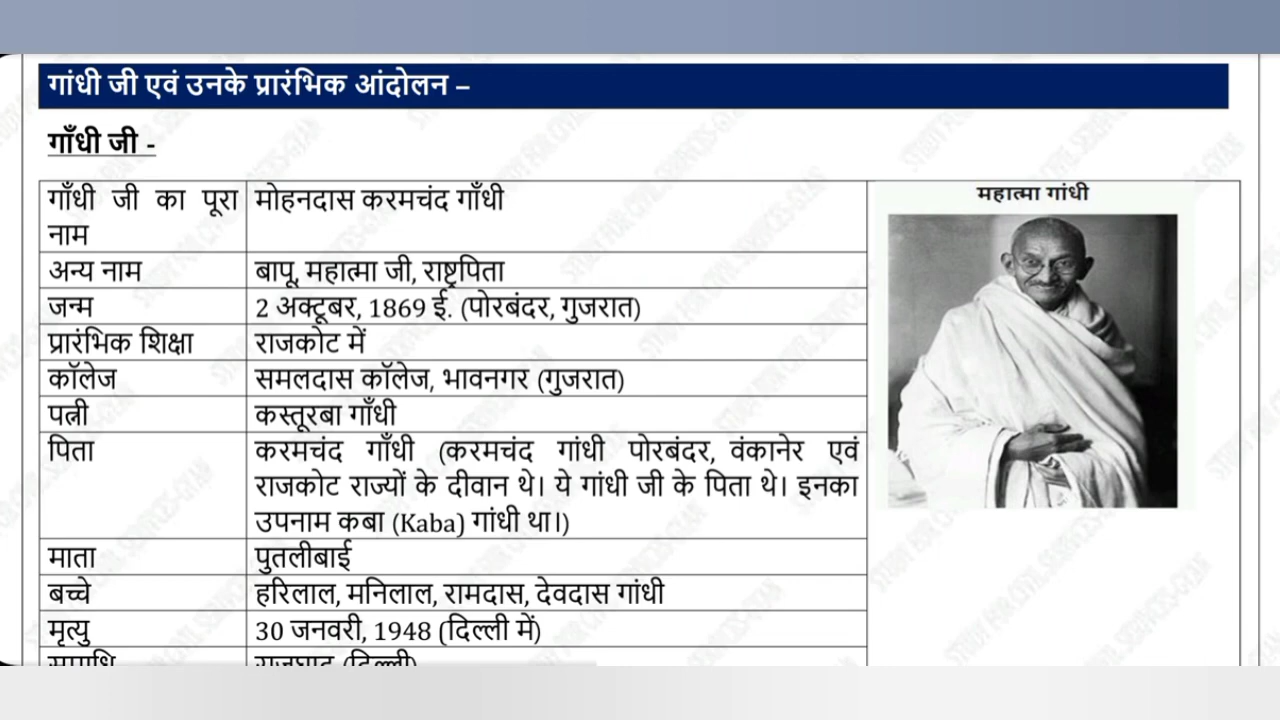 गांधी जी एवं उनके प्रारंभिक आंदोलन –
गाँधी जी -
महात्मा गांधी
गाँधी जी का पूरा नाम मोहनदास करमचंद गाँधी
अन्य नाम बापू, महात्मा जी, राष्ट्रपिता
जन्म 2 अक्टूबर, 1869 ई. (पोरबंदर, गुजरात)
प्रारंभिक शिक्षा राजकोट में
कॉलेज समलदास कॉलेज, भावनगर (गुजरात)
पत्नी कस्तूरबा गाँधी
पिता करमचंद गाँधी (करमचंद गांधी पोरबंदर, वंकानेर एवं
राजकोट राज्यों के दीवान थे। ये गांधी जी के पिता थे। इनका
उपनाम कबा (Kaba) गांधी था।)
माता पुतलीबाई
बच्चे हरिलाल, मनिलाल, रामदास, देवदास गांधी
मृत्यु 30 जनवरी, 1948 (दिल्ली में)
समाधि राजघाट (दिल्ली)